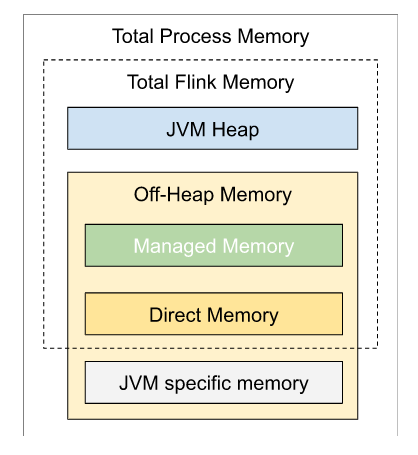 Total Process Memory
Total Flink Memory
JVM Heap
Off-Heap Memory
Managed Memory
Direct Memory
JVM specific memory